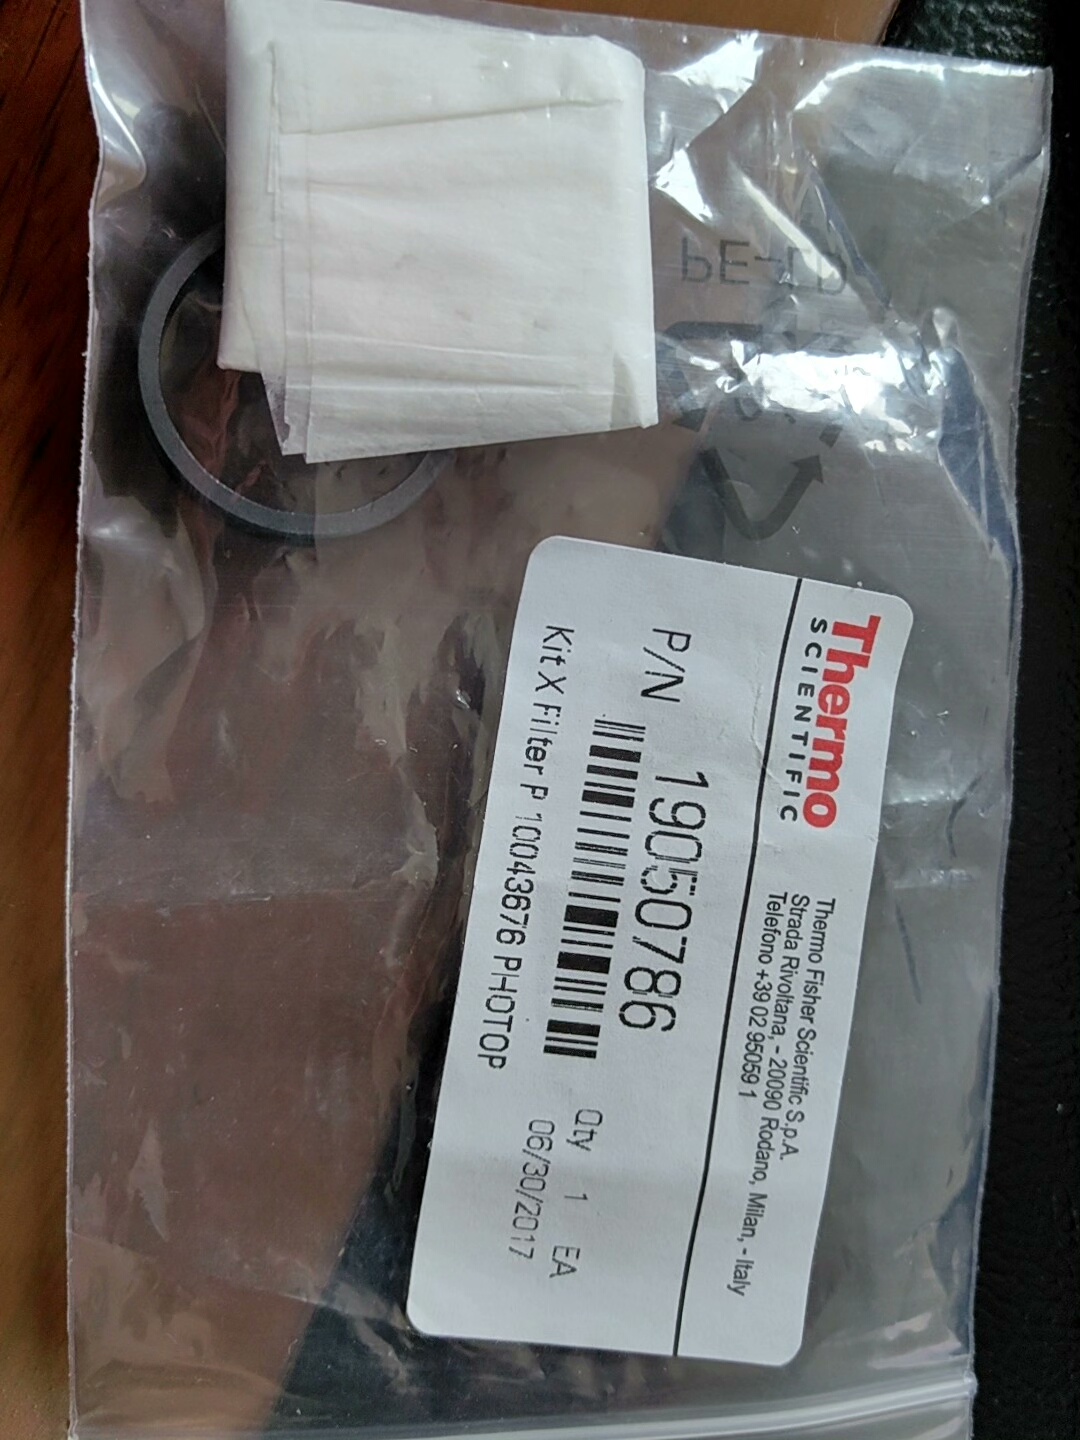 Thermo
SCIENTIFIC
Thermo Fisher Scientific S.p.A.
Strada Rivoltana, - 20090 Rodano, Milan, - Italy
Telefono +39 02 95059 1
P/N 19050786
Qty 1 EA
Kit X Filter P 10043676 PHOTOP
06/30/2017
PE-LD